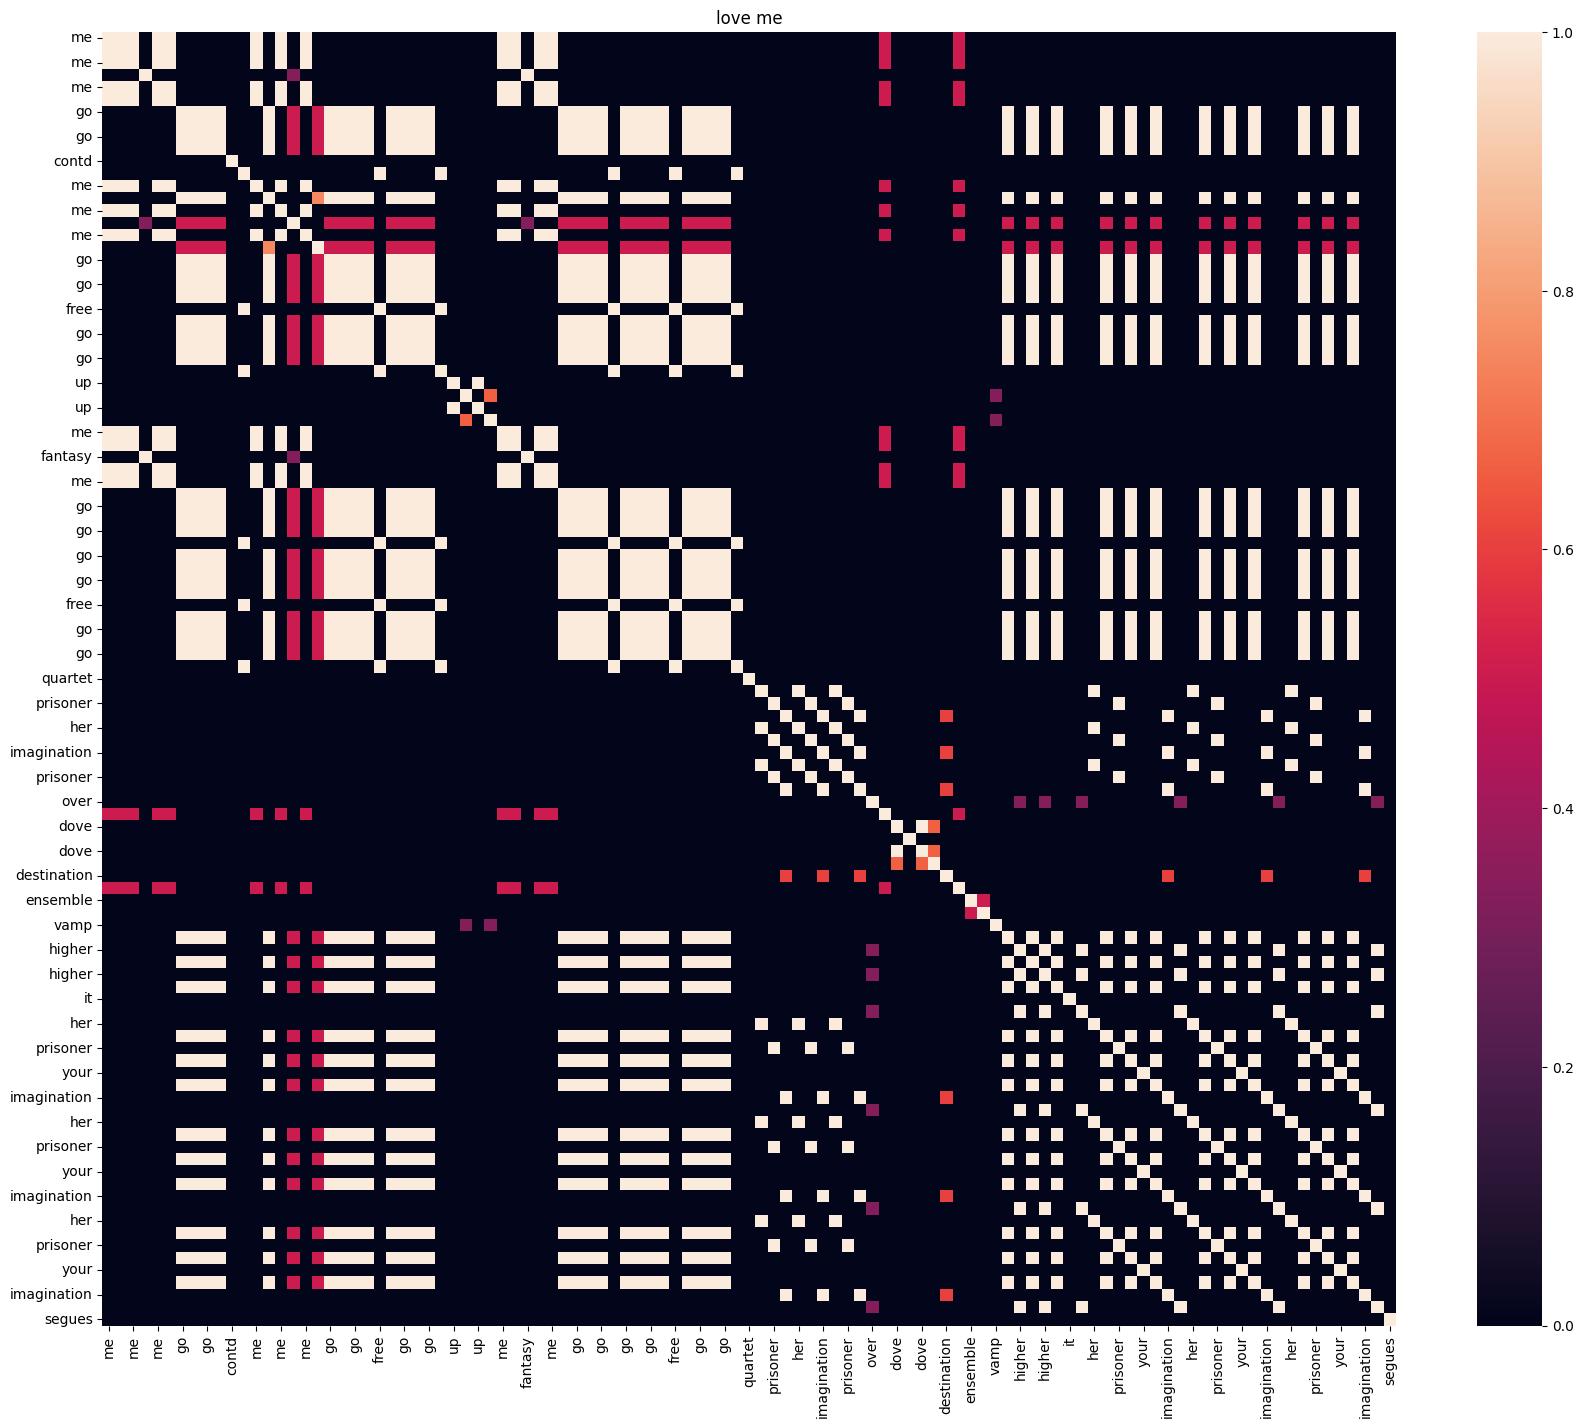 love me
me
me
me
go
go
contd
me
me
me
go
go
free
go
go
up
up
me
fantasy
me
go
go
go
go
free
go
go
quartet
prisoner
her
imagination
prisoner
over
dove
dove
destination
ensemble
vamp
higher
higher
it
her
prisoner
your
imagination
her
prisoner
your
imagination
her
prisoner
your
imagination
segues
me
me
me
go
go
contd
me
me
me
go
go
free
go
go
up
up
me
fantasy
me
go
go
go
go
free
go
go
quartet
prisoner
her
imagination
prisoner
over
dove
dove
destination
ensemble
vamp
higher
higher
it
her
prisoner
your
imagination
her
prisoner
your
imagination
her
prisoner
your
imagination
segues
1.0
0.8
0.6
0.4
0.2
0.0